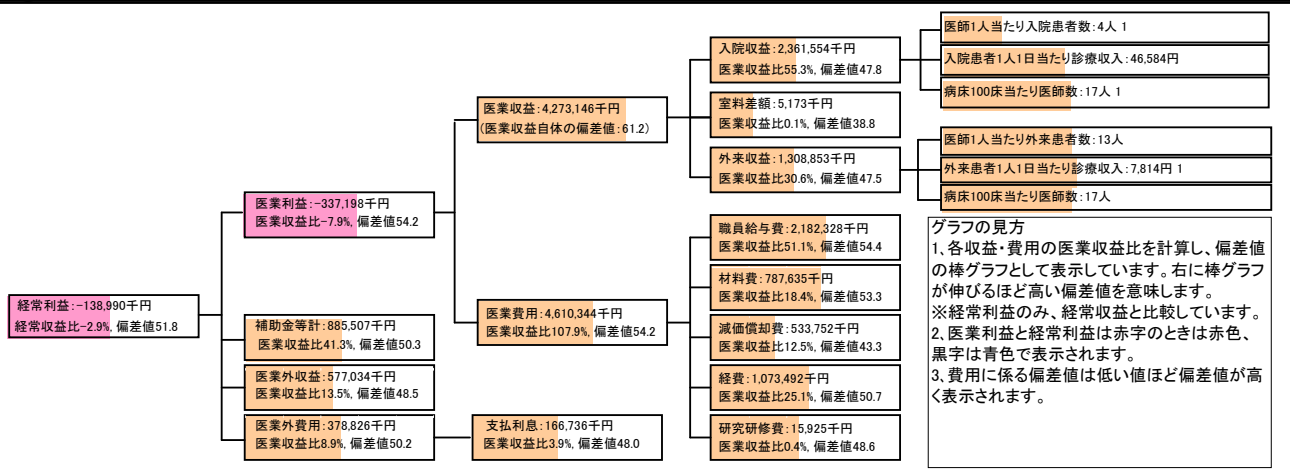 経常利益:-138,990千円
経常収益比-2.9%, 偏差値51.8
医業利益:-337,198千円
医業収益比-7.9%, 偏差値54.2
補助金等計:885,507千円
医業収益比41.3%, 偏差値50.3
医業外収益:577,034千円
医業収益比13.5%, 偏差値48.5
医業外費用:378,826千円
医業収益比8.9%, 偏差値50.2
医業収益:4,273,146千円
(医業収益自体の偏差値:61.2)
医業費用:4,610,344千円
医業収益比107.9%, 偏差値54.2
支払利息:166,736千円
医業収益比3.9%, 偏差値48.0
入院収益:2,361,554千円
医業収益比55.3%, 偏差値47.8
室料差額:5,173千円
医業収益比0.1%, 偏差値38.8
外来収益:1,308,853千円
医業収益比30.6%, 偏差値47.5
職員給与費:2,182,328千円
医業収益比51.1%, 偏差値54.4
材料費:787,635千円
医業収益比18.4%, 偏差値53.3
減価償却費:533,752千円
医業収益比12.5%, 偏差値43.3
経費:1,073,492千円
医業収益比25.1%, 偏差値50.7
研究研修費:15,925千円
医業収益比0.4%, 偏差値48.6
医師1人当たり入院患者数:4人 1
入院患者1人1日当たり診療収入:46,584円
病床100床当たり医師数:17人 1
医師1人当たり外来患者数:13人
外来患者1人1日当たり診療収入:7,814円 1
病床100床当たり医師数:17人
グラフの見方
1、各収益・費用の医業収益比を計算し、偏差値
の棒グラフとして表示しています。右に棒グラフ
が伸びるほど高い偏差値を意味します。
※経常利益のみ、経常収益と比較しています。
2、医業利益と経常利益は赤字のときは赤色、
黒字は青色で表示されます。
3、費用に係る偏差値は低い値ほど偏差値が高
く表示されます。